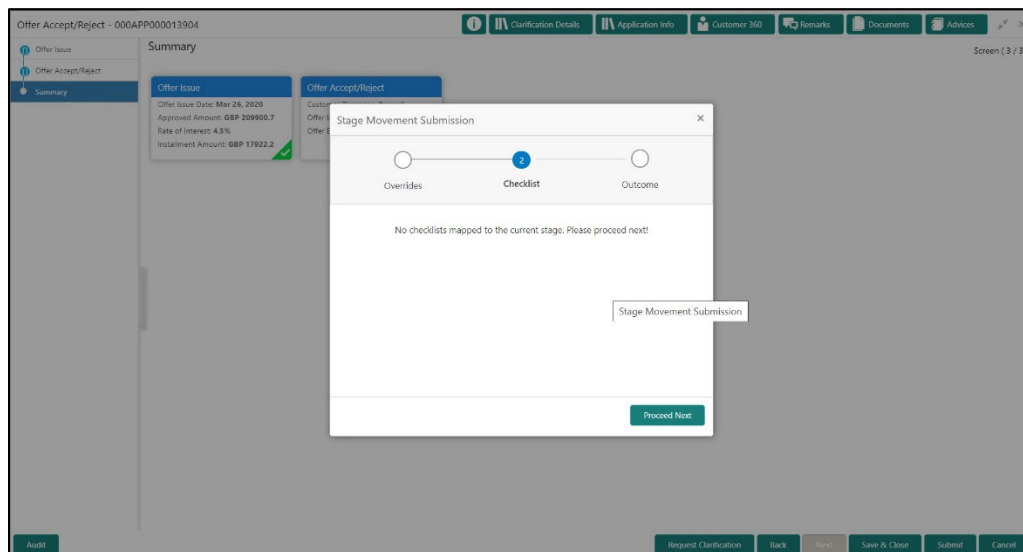 Offer Accept/Reject - 000APP000013904
Clarification Details
Application Info
Customer 360
Remarks
Documents
Advices
Offer Issue
Offer Accept/Reject
Summary
Summary
Screen ( 3 / 3
Offer Issue
Offer Issue Date: Mar 26, 2020
Approved Amount: GBP 209900.7
Rate of Interest: 4.5%
Installment Amount: GBP 17922.2
Offer Accept/Reject
Offer
Offer
Stage Movement Submission
2
Overrides
Checklist
Outcome
No checklists mapped to the current stage. Please proceed next!
Stage Movement Submission
Proceed Next
Audit
Request Clarification
Back
Next
Save & Close
Submit
Cancel